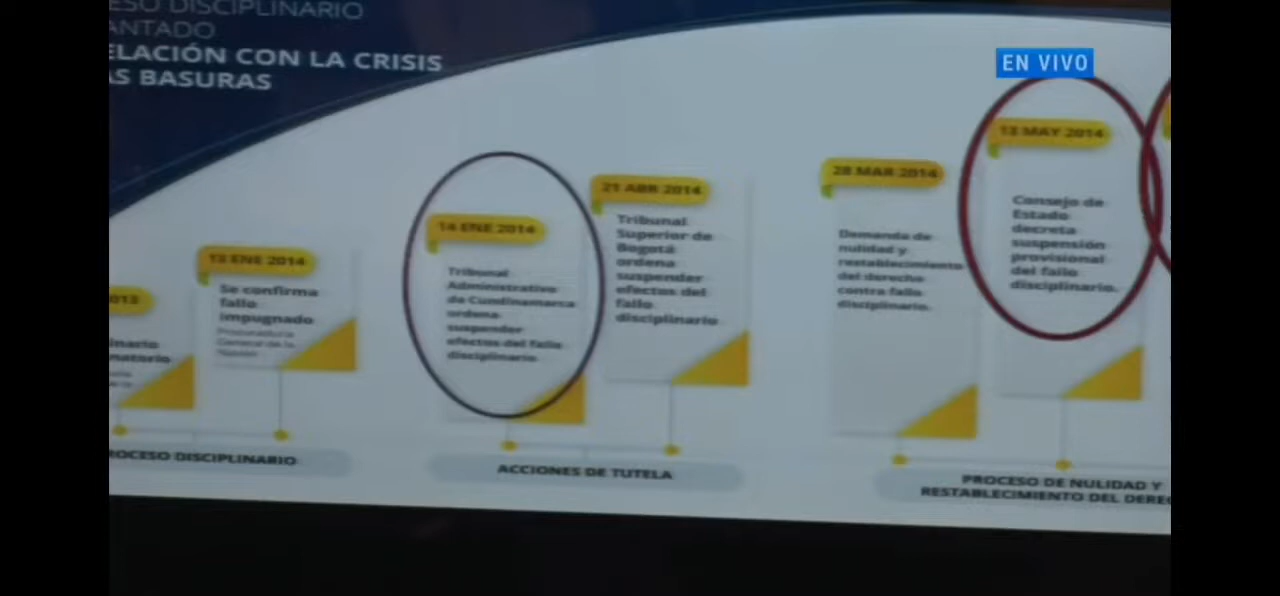 ESO DISCIPLINARIO
ANTADO
ELACIÓN CON LA CRISIS
AS BASURAS
EN VIVO
013
13 ENE 2014
Se confirma
fallo
impugnado
Procuraduría
General de la
Nación
14 ENE 2014
Tribunal
Administrativo
de Cundinamarca
ordena
suspender
efectos del fallo
disciplinario
21 ABR 2014
Tribunal
Superior de
Bogotá
ordena
suspender
efectos del
fallo
disciplinario
28 MAR 2014
Demanda de
nulidad y
restablecimiento
del derecho
contra fallo
disciplinario.
13 MAY 2014
Consejo de
Estado
decreta
suspensión
provisional
del fallo
disciplinario.
ROCESO DISCIPLINARIO
ACCIONES DE TUTELA
PROCESO DE NULIDAD Y
RESTABLECIMIENTO DEL DERE